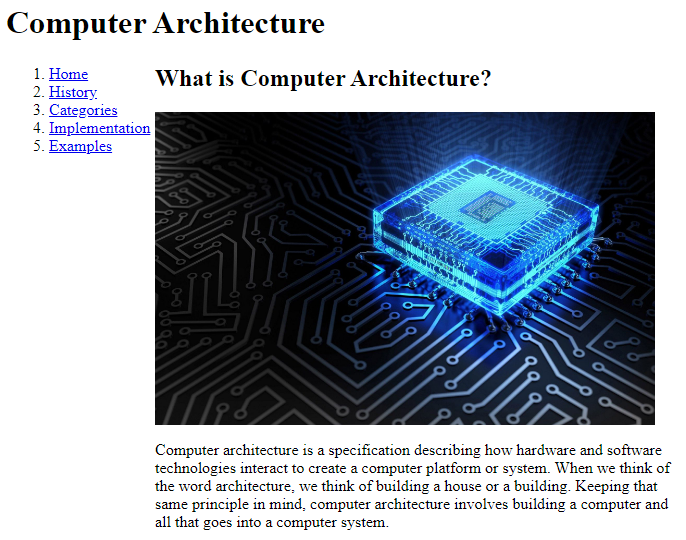 Computer Architecture
1. Home
2. History
3. Categories
4. Implementation
5. Examples
What is Computer Architecture?
Computer architecture is a specification describing how hardware and software
technologies interact to create a computer platform or system. When we think of
the word architecture, we think of building a house or a building. Keeping that
same principle in mind, computer architecture involves building a computer and
all that goes into a computer system.